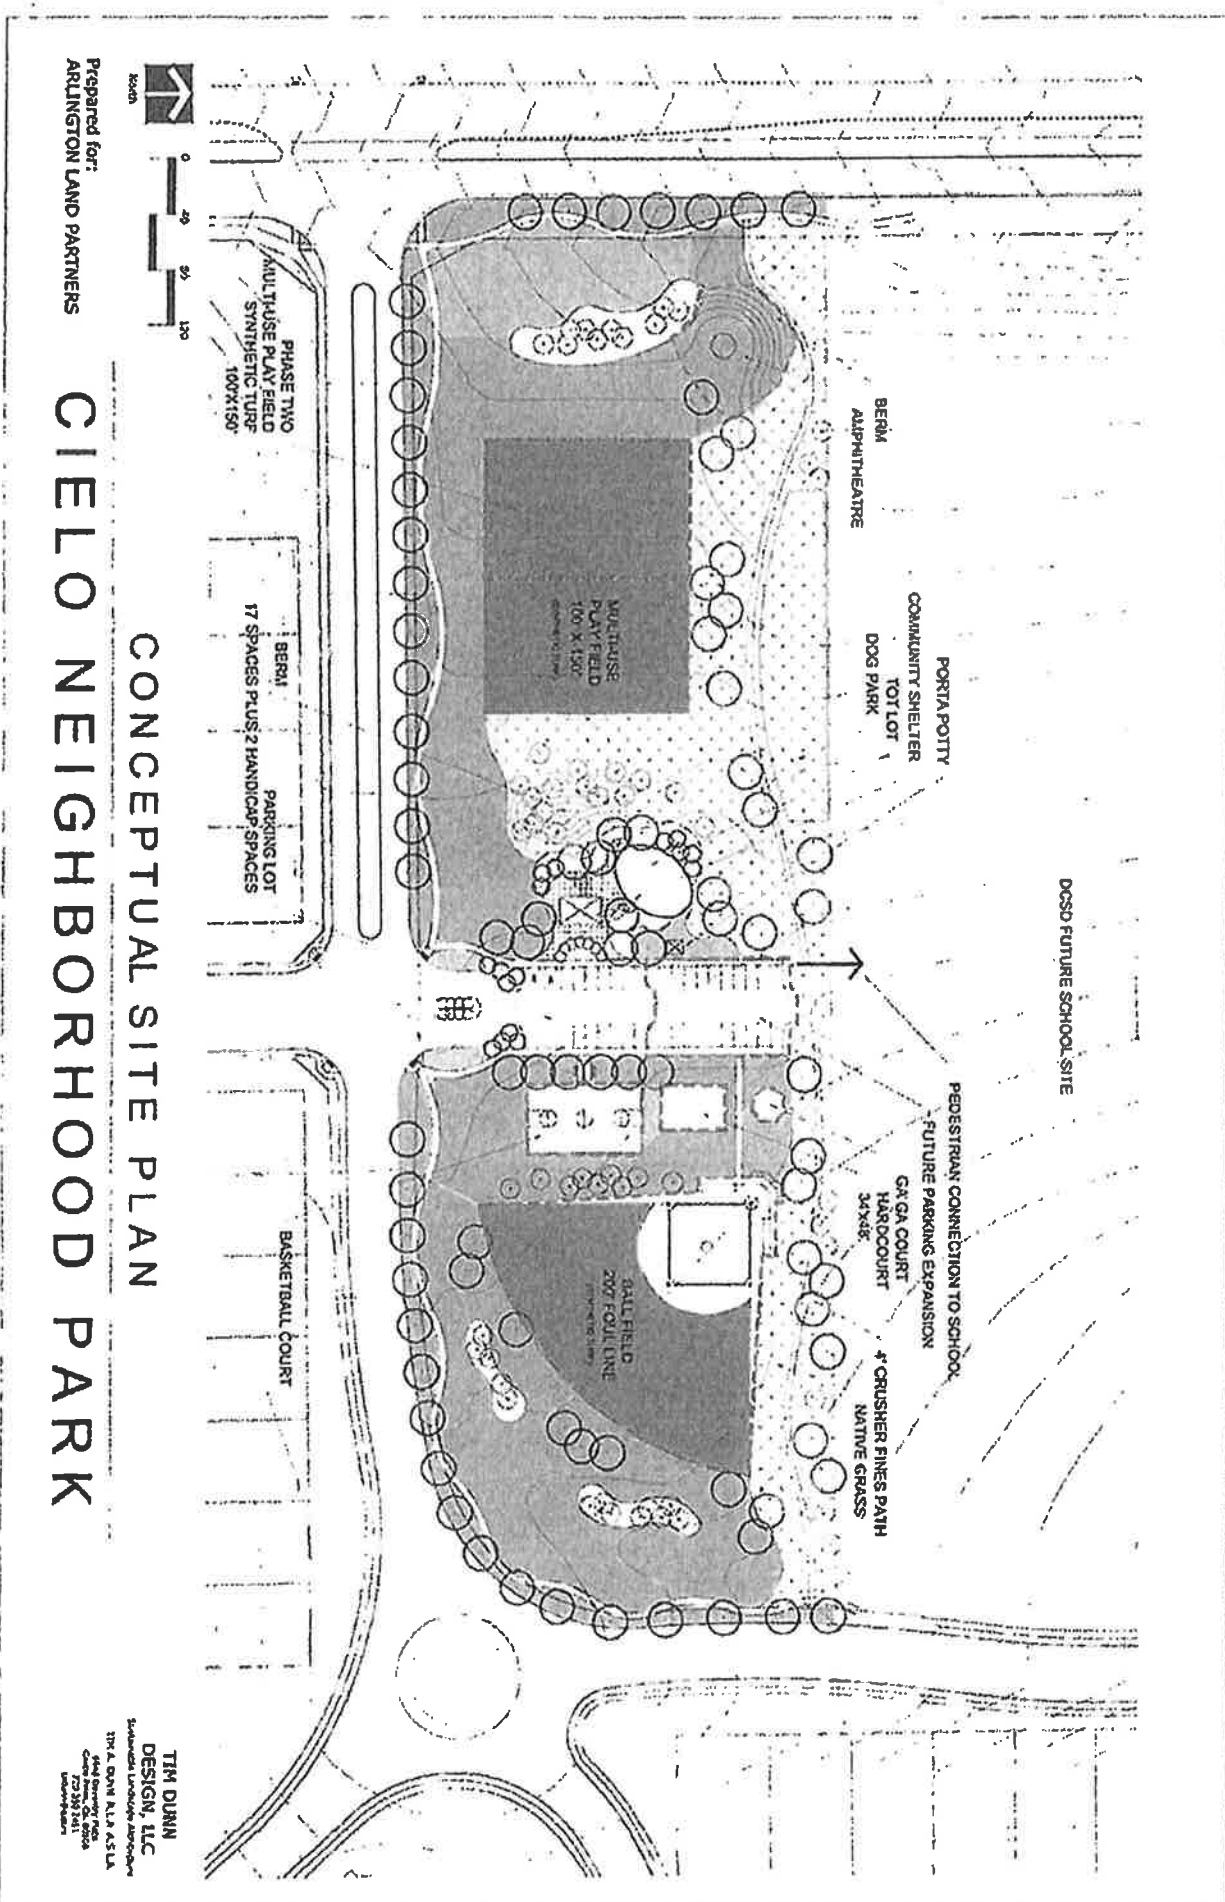 DCSD FUTURE SCHOOL SITE
PORTA POTTY
COMMUNITY SHELTER
TOT LOT
DOG PARK
BERM
AMPHITHEATRE
PEDESTRIAN CONNECTION TO SCHOOL
FUTURE PARKING EXPANSION
GA GA COURT
HARDCOURT
34'X48'
4' CRUSHER FINES PATH
NATIVE GRASS
MULTI-USE
PLAY FIELD
100' X 150'
BALL FIELD
200' FOUL LINE
PHASE TWO
MULTI-USE PLAY FIELD
SYNTHETIC TURF
100'X150'
BERM
PARKING LOT
17 SPACES PLUS 2 HANDICAP SPACES
BASKETBALL COURT
North
0
120
CONCEPTUAL SITE PLAN
Prepared for:
ARLINGTON LAND PARTNERS
CIELO NEIGHBORHOOD PARK
TIM DUNN
DESIGN, LLC